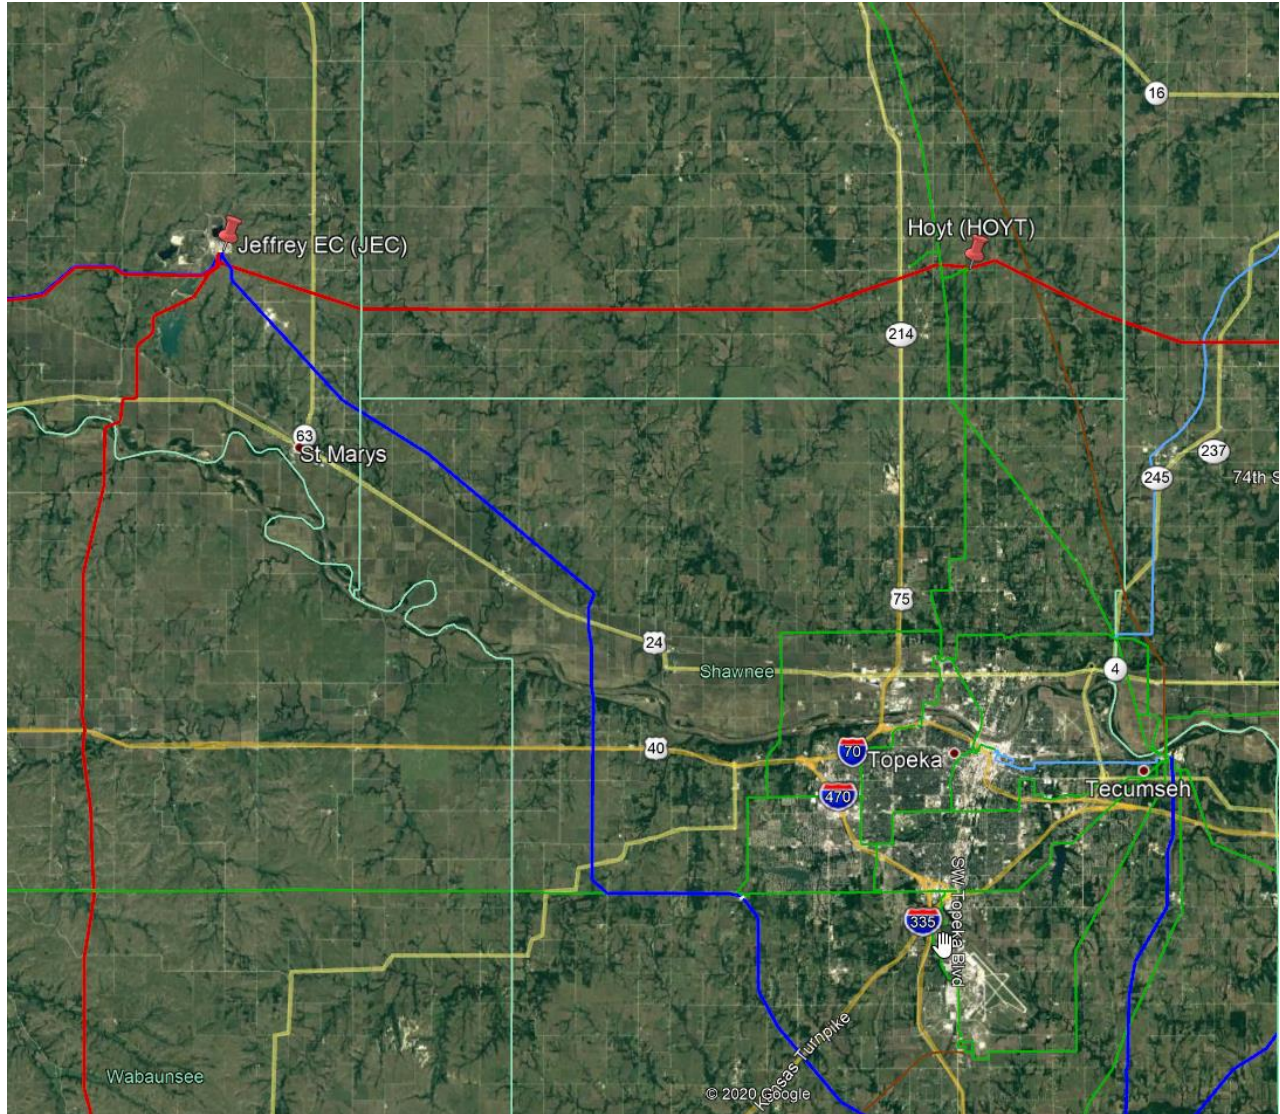 16
Jeffrey EC (JEC)
Hoyt (HOYT)
214
63
St Marys
237
245
74th S
75
24
Shawnee
4
40
70
Topeka
470
Tecumseh
SW Topeka Blvd
335
Kansas Turnpike
Wabaunsee
© 2020 Google